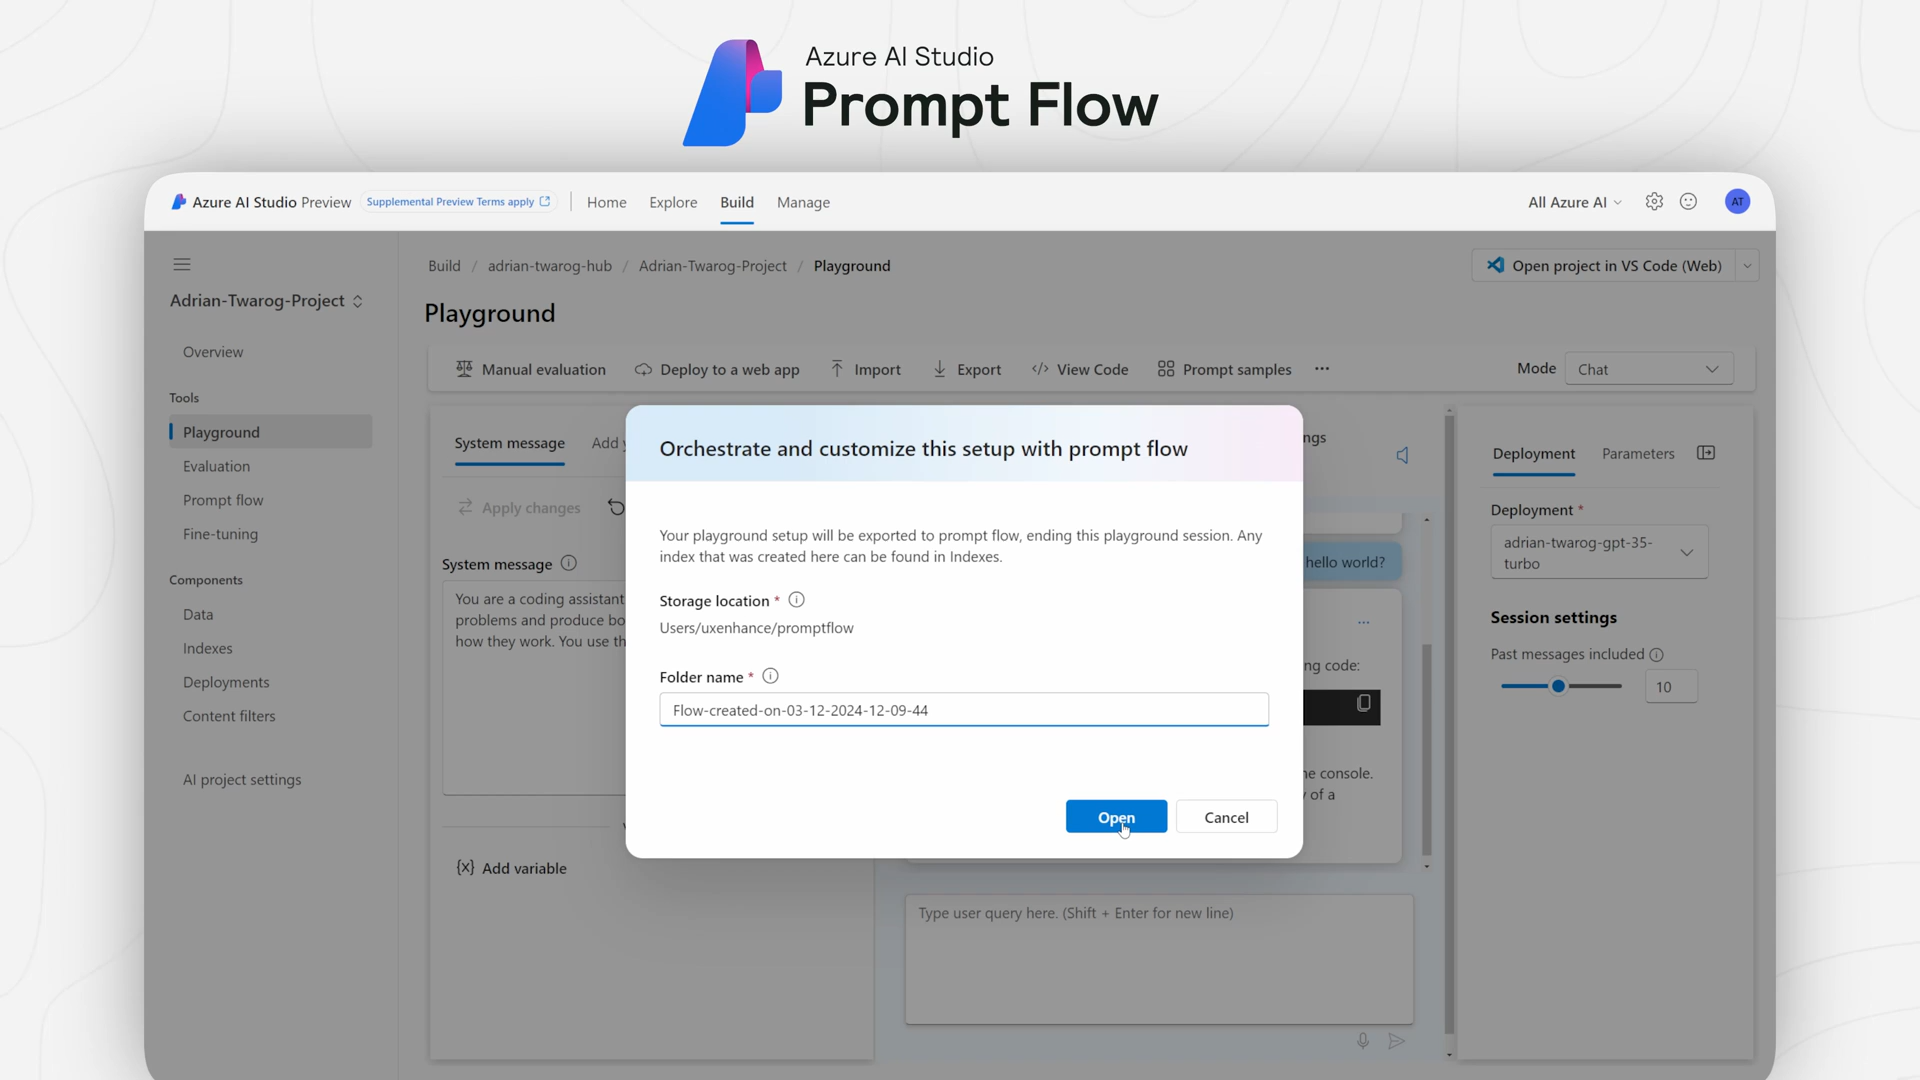 Azure AI Studio
Prompt Flow
Azure AI Studio Preview
Supplemental Preview Terms apply
Home
Explore
Build
Manage
All Azure AI
AT
Build / adrian-twarog-hub / Adrian-Twarog-Project / Playground
Open project in VS Code (Web)
Adrian-Twarog-Project
Playground
Overview
Tools
Playground
Evaluation
Prompt flow
Fine-tuning
Components
Data
Indexes
Deployments
Content filters
AI project settings
Manual evaluation
Deploy to a web app
Import
Export
View Code
Prompt samples
Mode
Chat
System message
Add
Apply changes
System message
You are a coding assistant
problems and produce bo
how they work. You use th
{x} Add variable
Orchestrate and customize this setup with prompt flow
Your playground setup will be exported to prompt flow, ending this playground session. Any
index that was created here can be found in Indexes.
Storage location *
Users/uxenhance/promptflow
Folder name *
Flow-created-on-03-12-2024-12-09-44
Open
Cancel
ngs
hello world?
ng code:
he console.
of a
Type user query here. (Shift + Enter for new line)
Deployment
Parameters
Deployment *
adrian-twarog-gpt-35-
turbo
Session settings
Past messages included
10